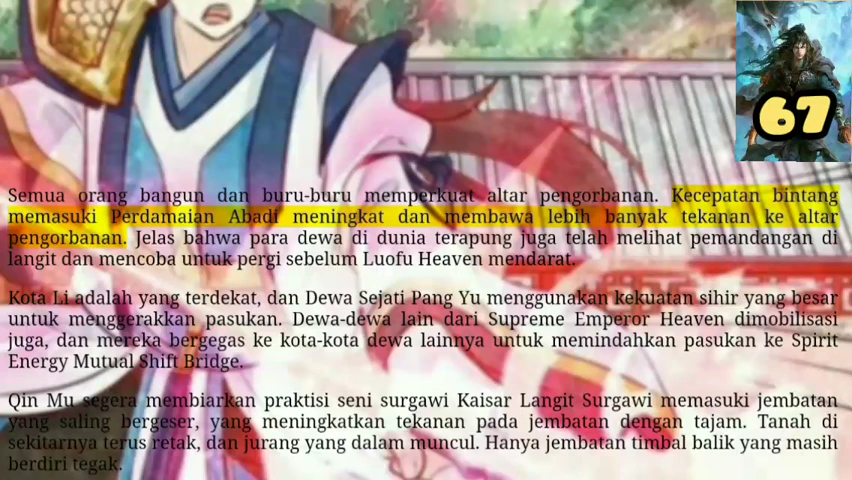 67
Semua orang bangun dan buru-buru memperkuat altar pengorbanan. Kecepatan bintang
memasuki Perdamaian Abadi meningkat dan membawa lebih banyak tekanan ke altar
pengorbanan. Jelas bahwa para dewa di dunia terapung juga telah melihat pemandangan di
langit dan mencoba untuk pergi sebelum Luofu Heaven mendarat.
Kota Li adalah yang terdekat, dan Dewa Sejati Pang Yu menggunakan kekuatan sihir yang besar
untuk menggerakkan pasukan. Dewa-dewa lain dari Supreme Emperor Heaven dimobilisasi
juga, dan mereka bergegas ke kota-kota dewa lainnya untuk memindahkan pasukan ke Spirit
Energy Mutual Shift Bridge.
Qin Mu segera membiarkan praktisi seni surgawi Kaisar Langit Surgawi memasuki jembatan
yang saling bergeser, yang meningkatkan tekanan pada jembatan dengan tajam. Tanah di
sekitarnya terus retak, dan jurang yang dalam muncul. Hanya jembatan timbal balik yang masih
berdiri tegak.